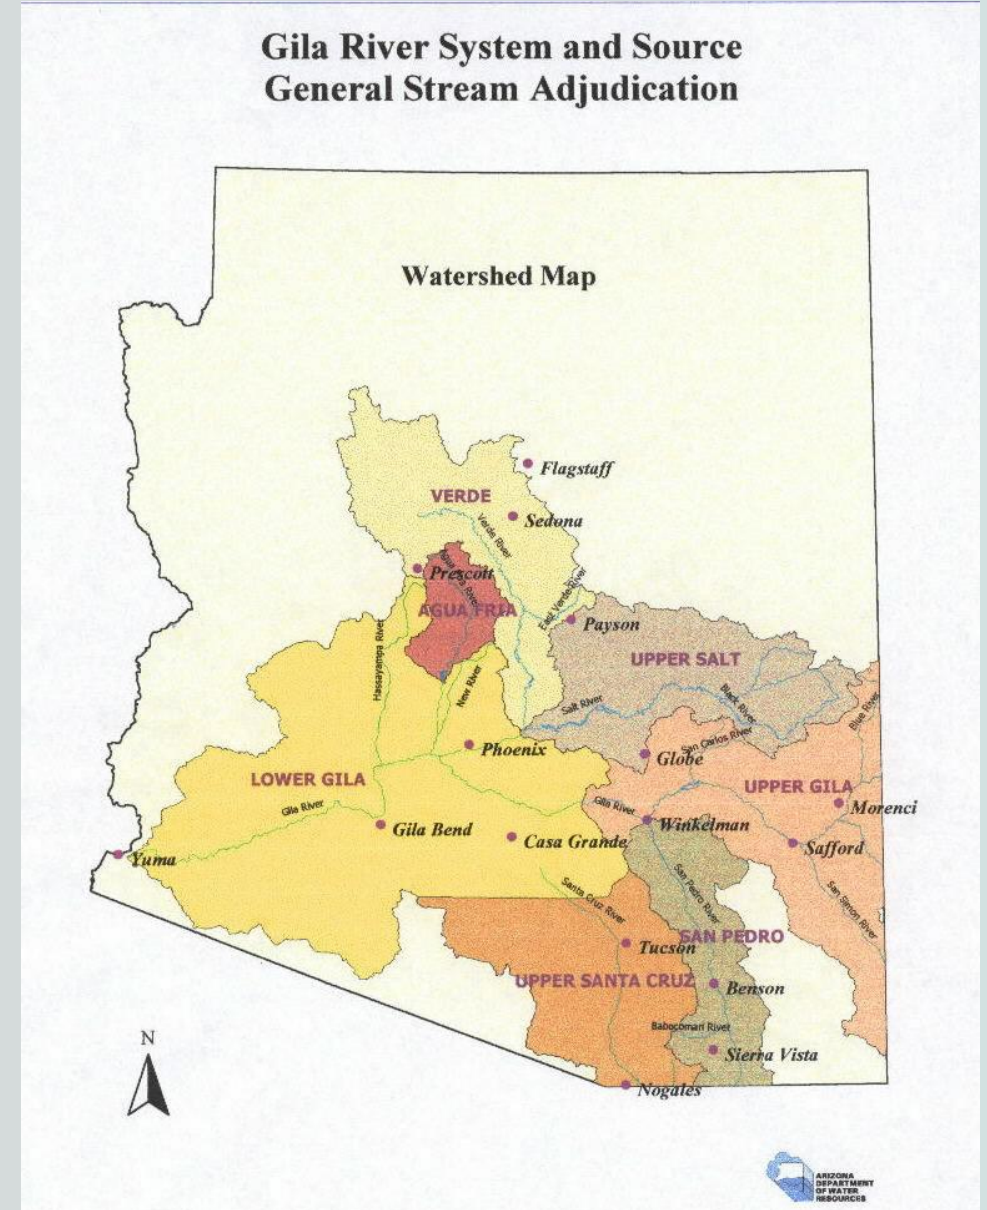 Gila River System and Source
General Stream Adjudication
Watershed Map
Flagstaff
VERDE
Sedona
Verde River
Prescott
Agua Fria River
AGUA FRIA
East Verde River
Payson
Hassayampa River
New River
UPPER SALT
Salt River
Black River
Blue River
San Carlos River
Phoenix
Globe
LOWER GILA
UPPER GILA
Gila River
Gila River
Morenci
Gila Bend
Winkelman
Casa Grande
Safford
Yuma
San Pedro River
Santa Cruz River
San Simon River
SAN PEDRO
Tucson
UPPER SANTA CRUZ
Benson
Babocomari River
Sierra Vista
Nogales
N
ARIZONA
DEPARTMENT
OF WATER
RESOURCES